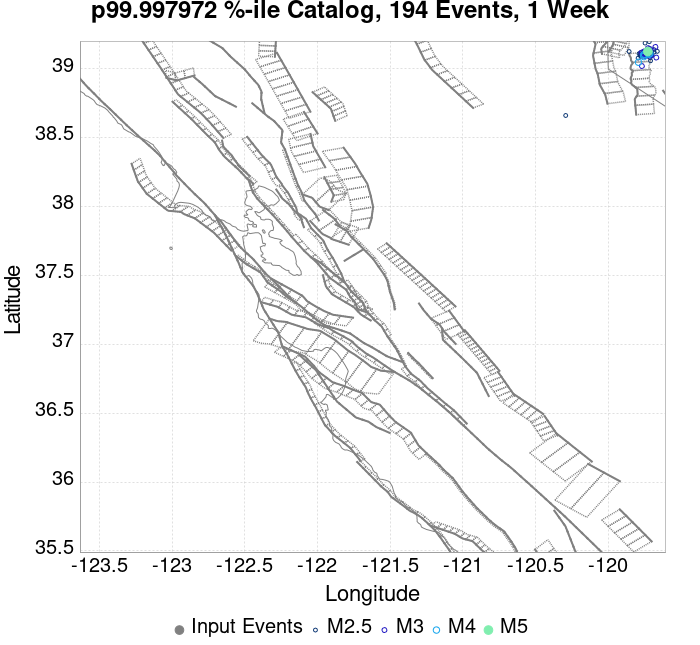 p99.997972 %-ile Catalog, 194 Events, 1 Week
39
38.5
38
37.5
37
36.5
36
35.5
Latitude
-123.5 -123 -122.5 -122 -121.5 -121 -120.5 -120
Longitude
Input Events M2.5 M3 M4 M5